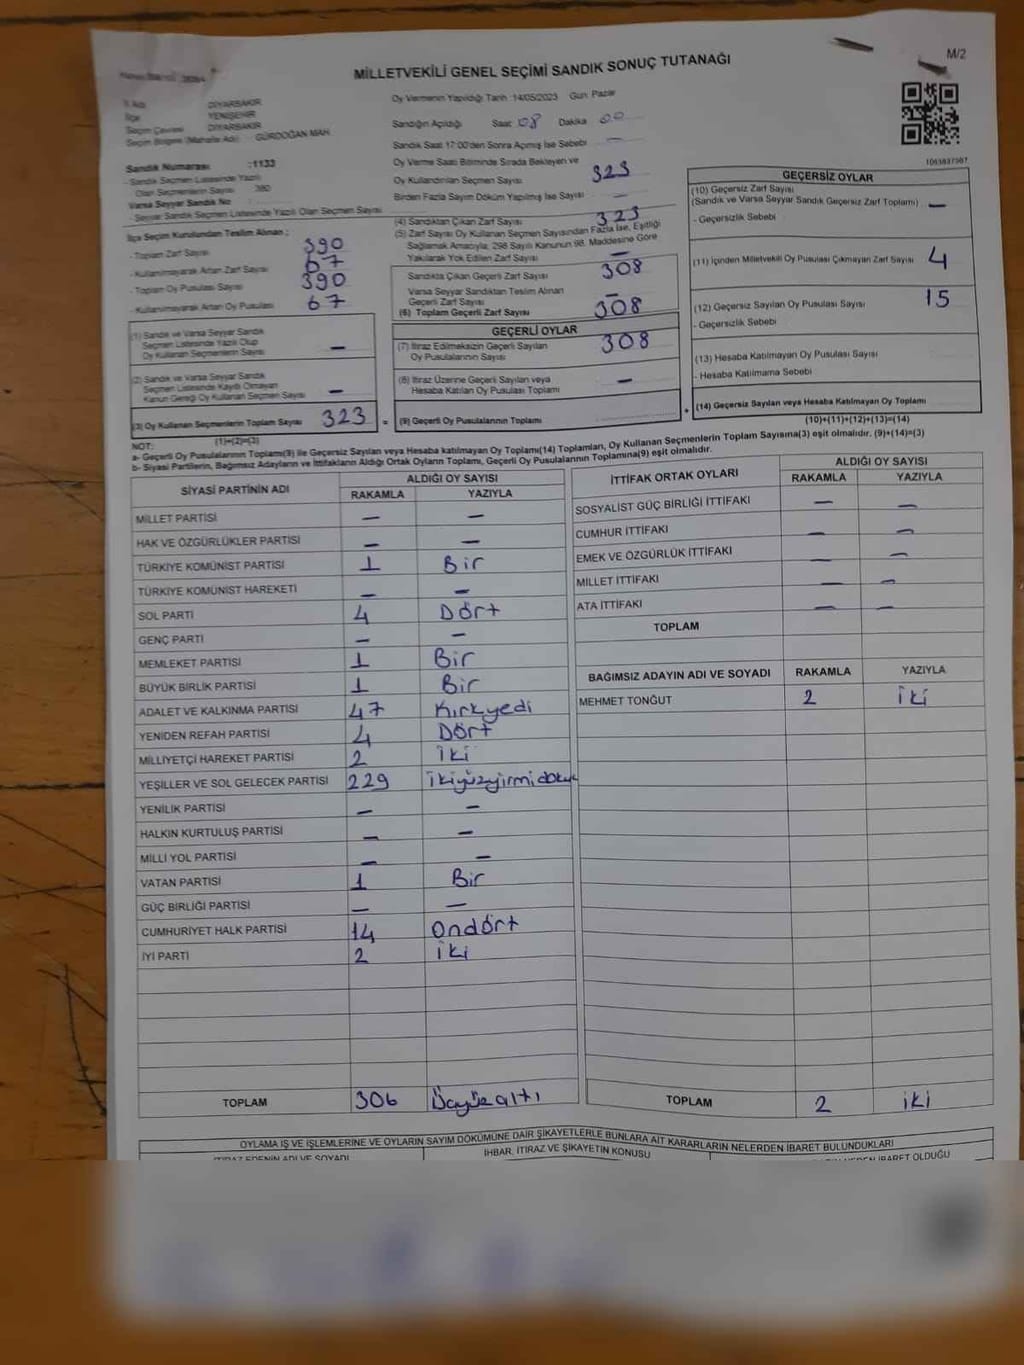 M/2
MİLLETVEKİLİ GENEL SEÇİMİ SANDIK SONUÇ TUTANAĞI
İl Adı DİYARBAKIR
İlçe YENİŞEHİR
Seçim Çevresi DİYARBAKIR
Seçim Bölgesi (Mahalle Adı) GÜRDOĞAN MAH.
Sandık Numarası :1133
- Sandık Seçmen Listesinde Yazılı
Olan Seçmenlerin Sayısı 380
Varsa Seyyar Sandık No
- Seyyar Sandık Seçmen Listesinde Yazılı Olan Seçmen Sayısı
İlçe Seçim Kurulundan Teslim Alınan ;
- Toplam Zarf Sayısı 390
- Kullanılmayarak Artan Zarf Sayısı 67
- Toplam Oy Pusulası Sayısı 390
- Kullanılmayarak Artan Oy Pusulası 67
(1) Sandık ve Varsa Seyyar Sandık
Seçmen Listesinde Yazılı Olup
Oy Kullanan Seçmenlerin Sayısı —
(2) Sandık ve Varsa Seyyar Sandık
Seçmen Listesinde Kayıtlı Olmayan
Kanun Gereği Oy Kullanan Seçmen Sayısı —
(3) Oy Kullanan Seçmenlerin Toplam Sayısı 323 =
Oy Vermenin Yapıldığı Tarih :14/05/2023 Gün: Pazar
Sandığın Açıldığı Saat 08 Dakika 00
Sandık Saat 17:00'den Sonra Açılmış İse Sebebi —
Oy Verme Saati Bitiminde Sırada Bekleyen ve
Oy Kullandırılan Seçmen Sayısı 323
Birden Fazla Sayım Döküm Yapılmış İse Sayısı —
(4) Sandıktan Çıkan Zarf Sayısı 323
(5) Zarf Sayısı Oy Kullanan Seçmen Sayısından Fazla İse, Eşitliği
Sağlamak Amacıyla; 298 Sayılı Kanunun 98. Maddesine Göre
Yakılarak Yok Edilen Zarf Sayısı —
Sandıkta Çıkan Geçerli Zarf Sayısı 308
Varsa Seyyar Sandıktan Teslim Alınan
Geçerli Zarf Sayısı —
(6) Toplam Geçerli Zarf Sayısı 308
GEÇERLİ OYLAR
(7) İtiraz Edilmeksizin Geçerli Sayılan
Oy Pusulalarının Sayısı 308
(8) İtiraz Üzerine Geçerli Sayılan veya
Hesaba Katılan Oy Pusulası Toplamı —
(9) Geçerli Oy Pusulalarının Toplamı +
1063837567
GEÇERSİZ OYLAR
(10) Geçersiz Zarf Sayısı
(Sandık ve Varsa Seyyar Sandık Geçersiz Zarf Toplamı) —
- Geçersizlik Sebebi
(11) İçinden Milletvekili Oy Pusulası Çıkmayan Zarf Sayısı 4
(12) Geçersiz Sayılan Oy Pusulası Sayısı 15
- Geçersizlik Sebebi
(13) Hesaba Katılmayan Oy Pusulası Sayısı
- Hesaba Katılmama Sebebi
(14) Geçersiz Sayılan veya Hesaba Katılmayan Oy Toplamı
(10)+(11)+(12)+(13)=(14)
NOT: (1)+(2)=(3)
a- Geçerli Oy Pusulalarının Toplamı(9) ile Geçersiz Sayılan veya Hesaba katılmayan Oy Toplamı(14) Toplamları, Oy Kullanan Seçmenlerin Toplam Sayısına(3) eşit olmalıdır. (9)+(14)=(3)
b- Siyasi Partilerin, Bağımsız Adayların ve İttifakların Aldığı Ortak Oyların Toplamı, Geçerli Oy Pusulalarının Toplamına(9) eşit olmalıdır.
SİYASİ PARTİNİN ADI ALDIĞI OY SAYISI
RAKAMLA YAZIYLA
MİLLET PARTİSİ — —
HAK VE ÖZGÜRLÜKLER PARTİSİ — —
TÜRKİYE KOMÜNİST PARTİSİ 1 Bir
TÜRKİYE KOMÜNİST HAREKETİ — —
SOL PARTİ 4 Dört
GENÇ PARTİ — —
MEMLEKET PARTİSİ 1 Bir
BÜYÜK BİRLİK PARTİSİ 1 Bir
ADALET VE KALKINMA PARTİSİ 47 Kırkyedi
YENİDEN REFAH PARTİSİ 4 Dört
MİLLİYETÇİ HAREKET PARTİSİ 2 İki
YEŞİLLER VE SOL GELECEK PARTİSİ 229 ikiyüzyirmidokuz
YENİLİK PARTİSİ — —
HALKIN KURTULUŞ PARTİSİ — —
MİLLİ YOL PARTİSİ — —
VATAN PARTİSİ 1 Bir
GÜÇ BİRLİĞİ PARTİSİ — —
CUMHURİYET HALK PARTİSİ 14 Ondört
İYİ PARTİ 2 iki
TOPLAM 306 Üçyüzaltı
İTTİFAK ORTAK OYLARI ALDIĞI OY SAYISI
RAKAMLA YAZIYLA
SOSYALİST GÜÇ BİRLİĞİ İTTİFAKI — —
CUMHUR İTTİFAKI — —
EMEK VE ÖZGÜRLÜK İTTİFAKI — —
MİLLET İTTİFAKI — —
ATA İTTİFAKI — —
TOPLAM
BAĞIMSIZ ADAYIN ADI VE SOYADI RAKAMLA YAZIYLA
MEHMET TONĞUT 2 iki
TOPLAM 2 iki
OYLAMA İŞ VE İŞLEMLERİNE VE OYLARIN SAYIM DÖKÜMÜNE DAİR ŞİKAYETLERLE BUNLARA AİT KARARLARIN NELERDEN İBARET BULUNDUKLARI
İTİRAZ EDENİN ADI VE SOYADI İHBAR, İTİRAZ VE ŞİKAYETİN KONUSU NEDEN İBARET OLDUĞU